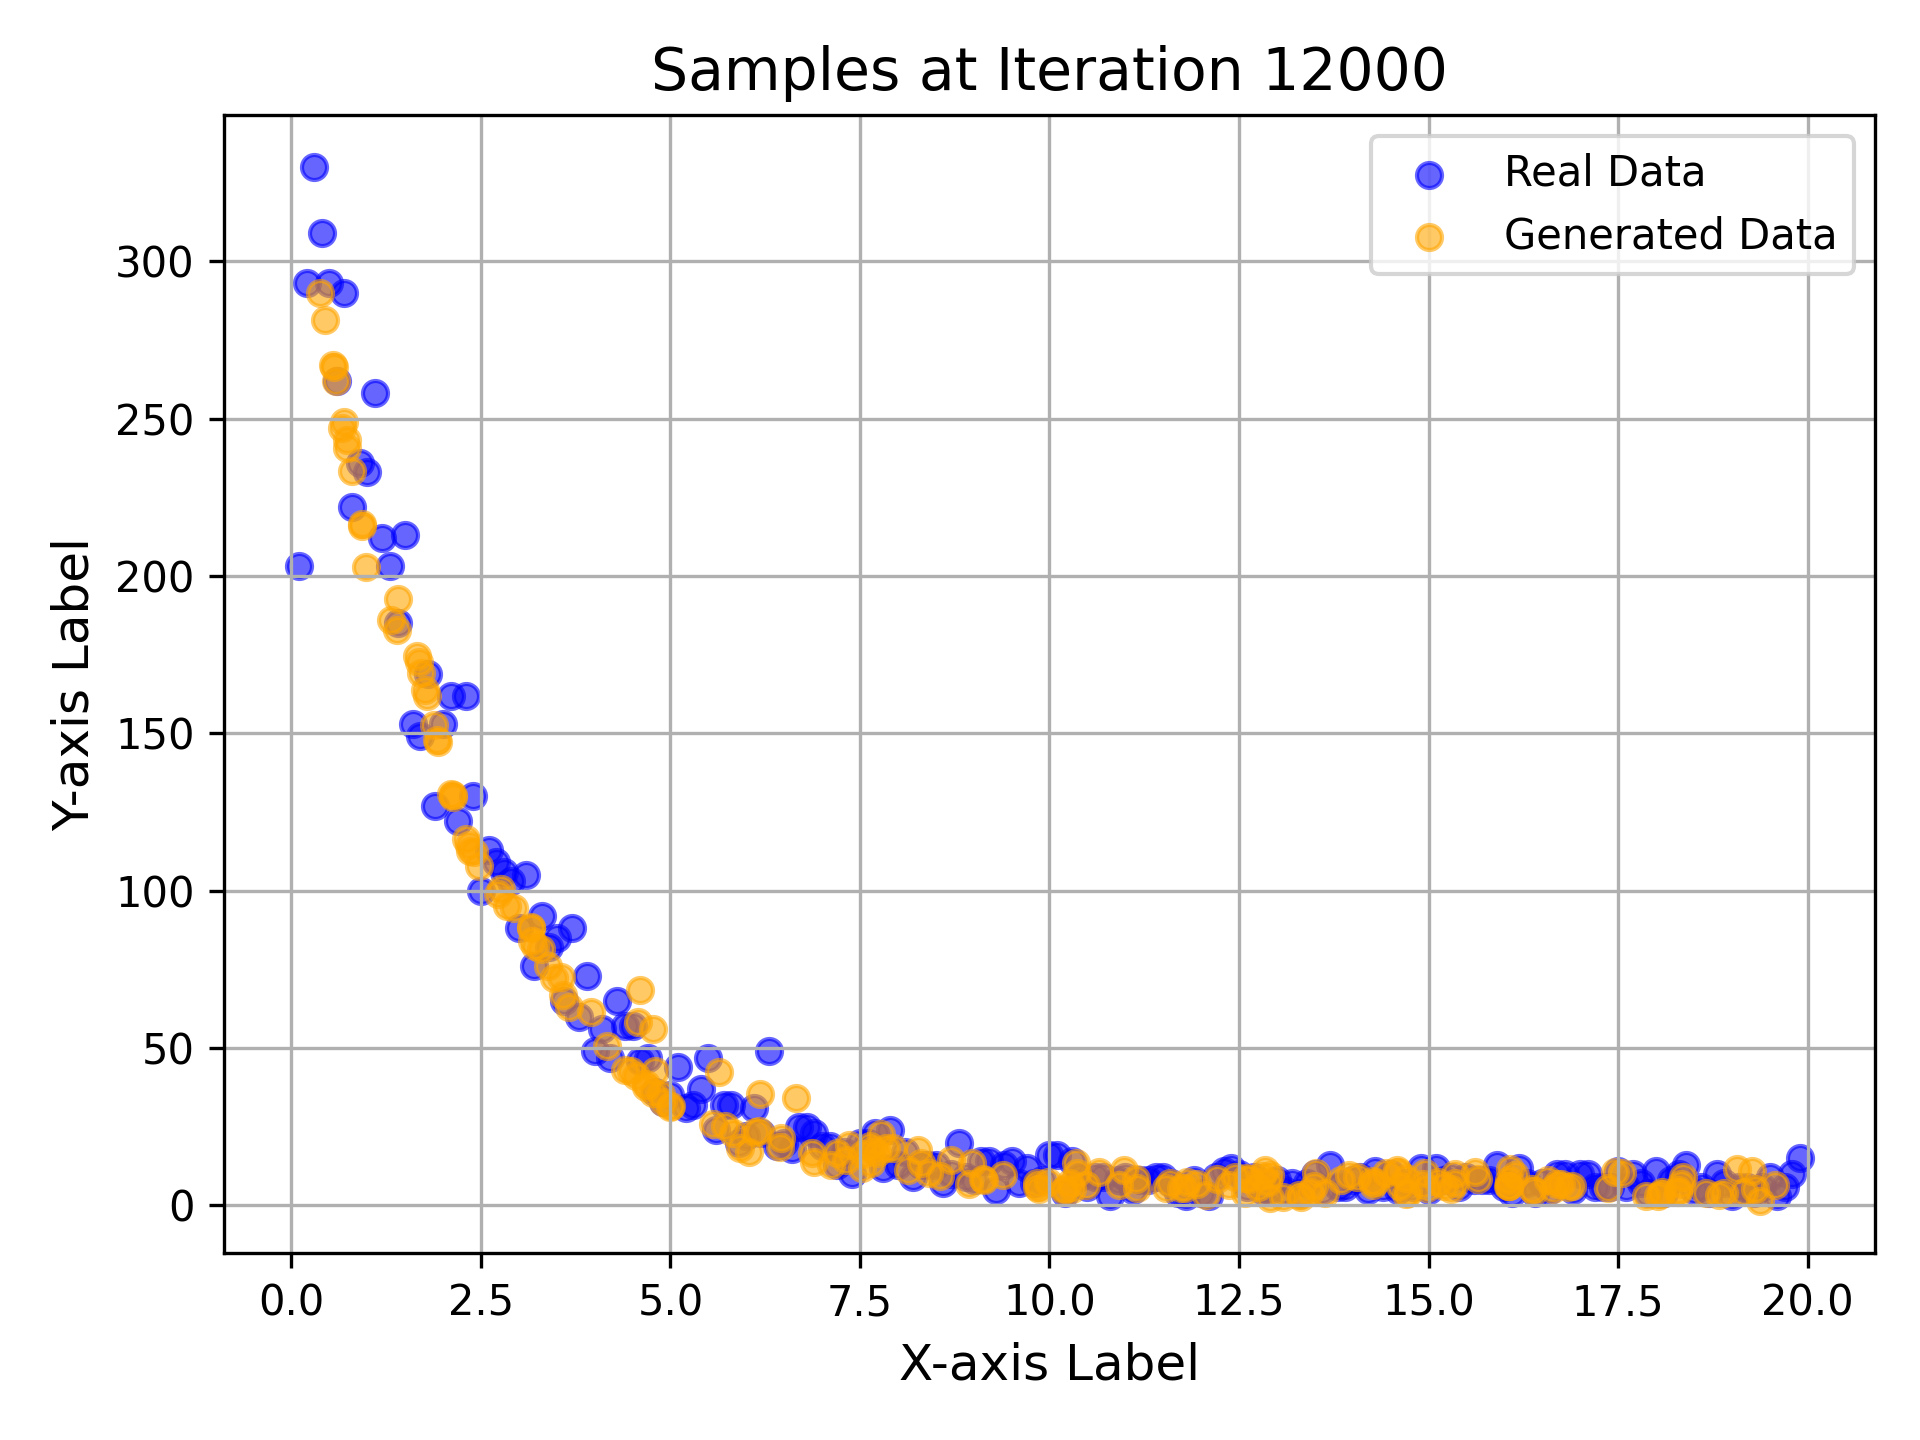 Samples at Iteration 12000
Real Data
Generated Data
Y-axis Label
300
250
200
150
100
50
0
0.0 2.5 5.0 7.5 10.0 12.5 15.0 17.5 20.0
X-axis Label